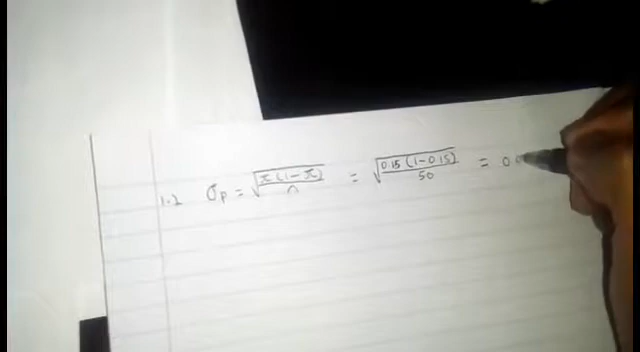 1.2 σp = √(π(1-π)/n) = √(0.15(1-0.15)/50) = 0.0